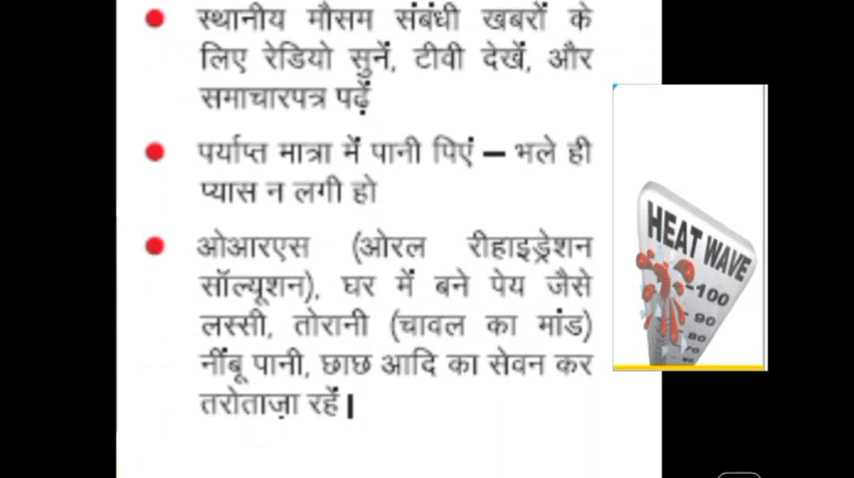 स्थानीय मौसम संबंधी खबरों के
लिए रेडियो सुनें, टीवी देखें, और
समाचारपत्र पढ़ें
पर्याप्त मात्रा में पानी पिएं – भले ही
प्यास न लगी हो
ओआरएस (ओरल रीहाइड्रेशन
सॉल्यूशन), घर में बने पेय जैसे
लस्सी, तोरानी (चावल का मांड)
नींबू पानी, छाछ आदि का सेवन कर
तरोताज़ा रहें।
HEAT WAVE
100
90
80
70